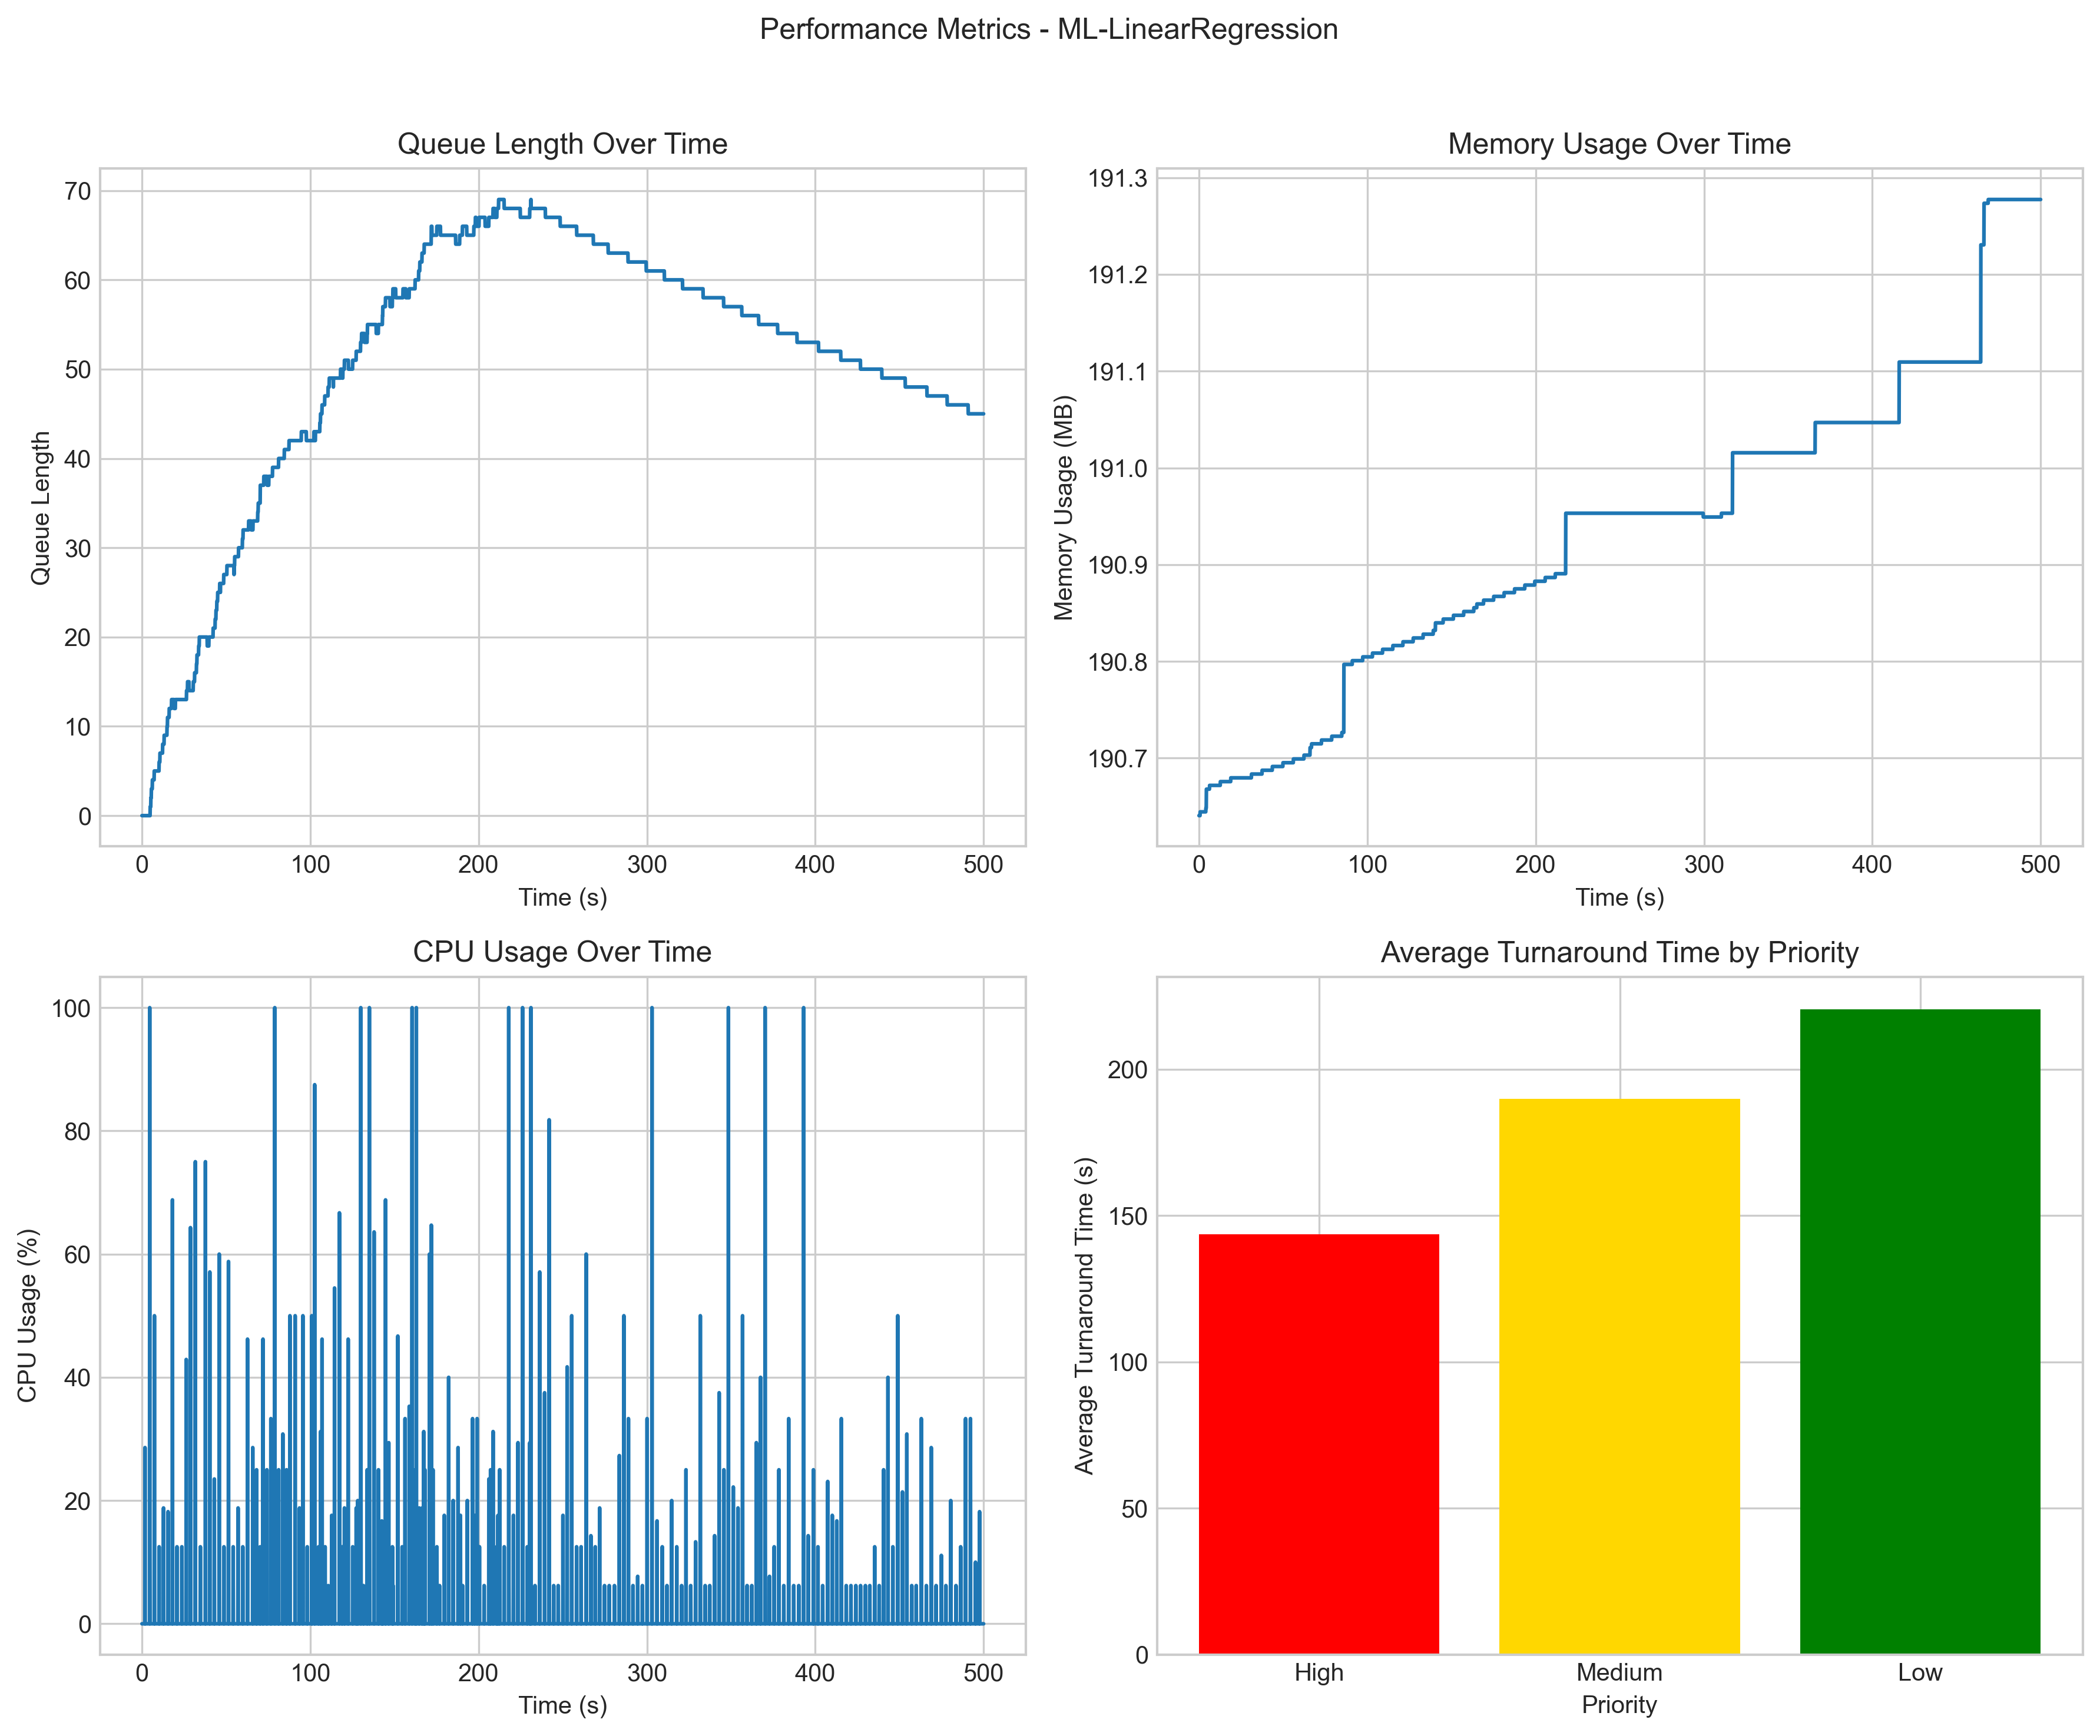 Performance Metrics - ML-LinearRegression
Queue Length Over Time
70
60
50
40
30
20
10
0
Queue Length
0 100 200 300 400 500
Time (s)
Memory Usage Over Time
191.3
191.2
191.1
191.0
190.9
190.8
190.7
Memory Usage (MB)
0 100 200 300 400 500
Time (s)
CPU Usage Over Time
100
80
60
40
20
0
CPU Usage (%)
0 100 200 300 400 500
Time (s)
Average Turnaround Time by Priority
200
150
100
50
0
Average Turnaround Time (s)
High Medium Low
Priority